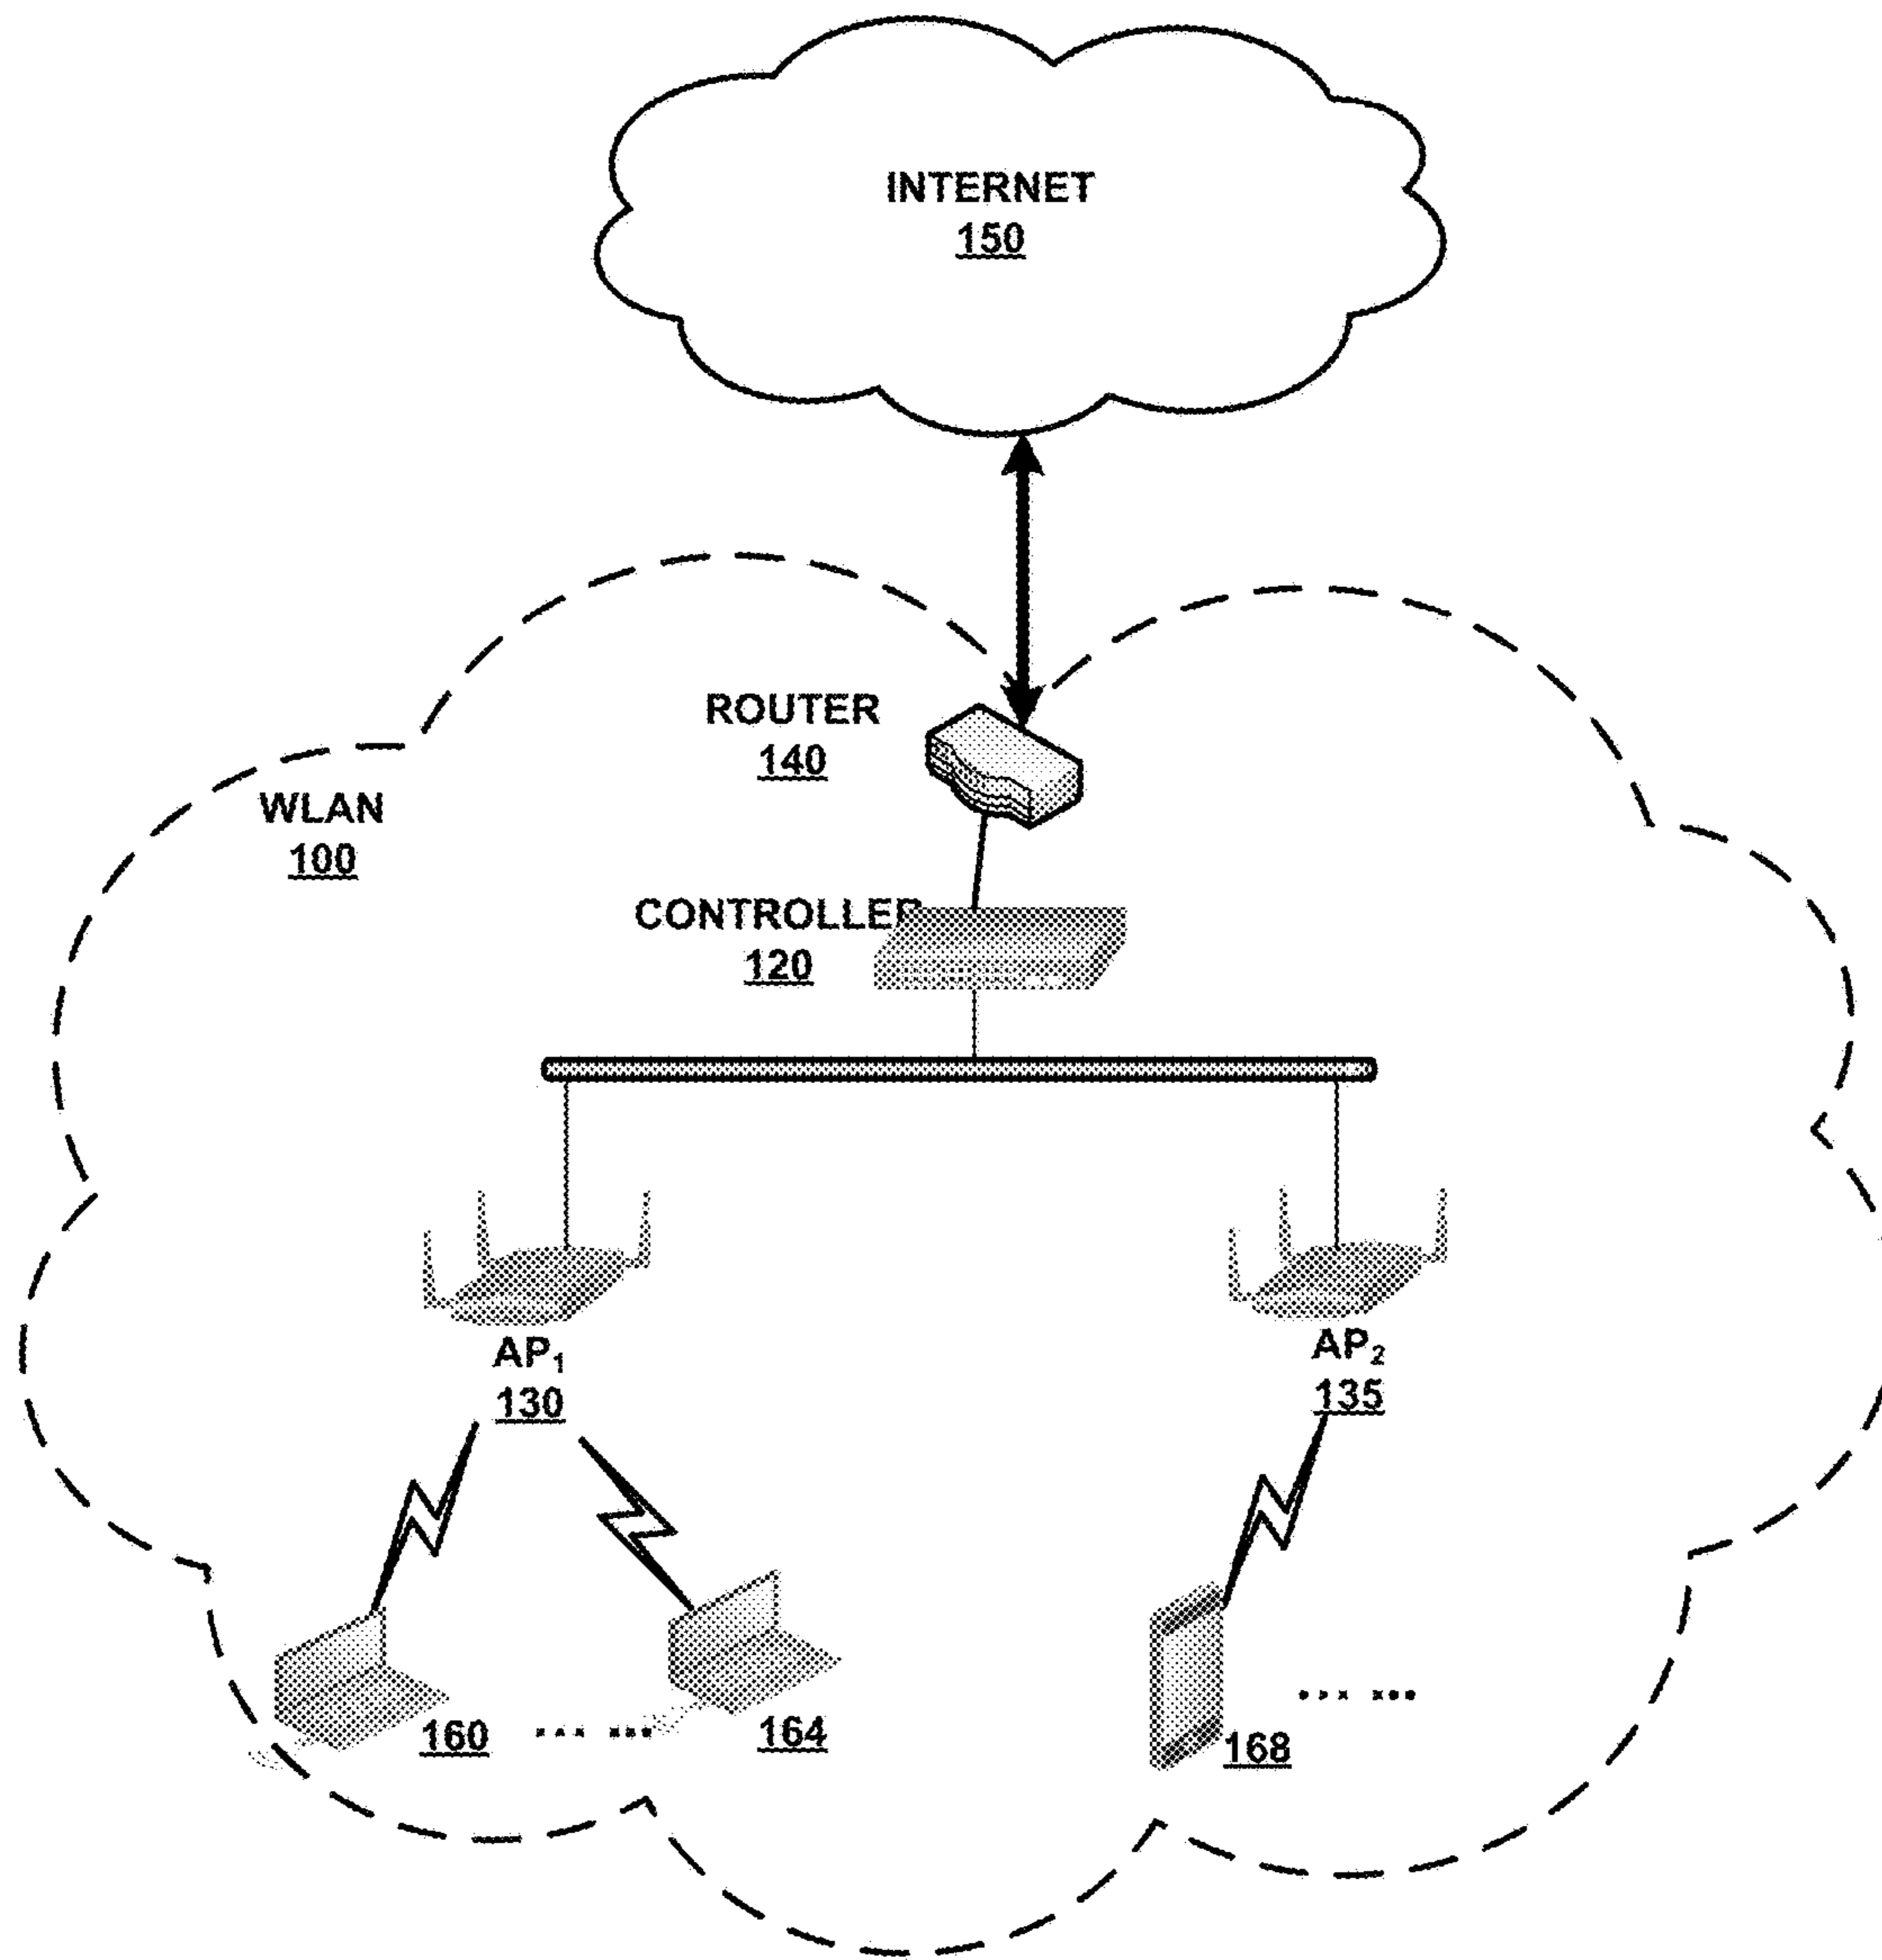 INTERNET
150
ROUTER
140
WLAN
100
CONTROLLER
120
AP₁
130
AP₂
135
160
... ...
164
168
... ...